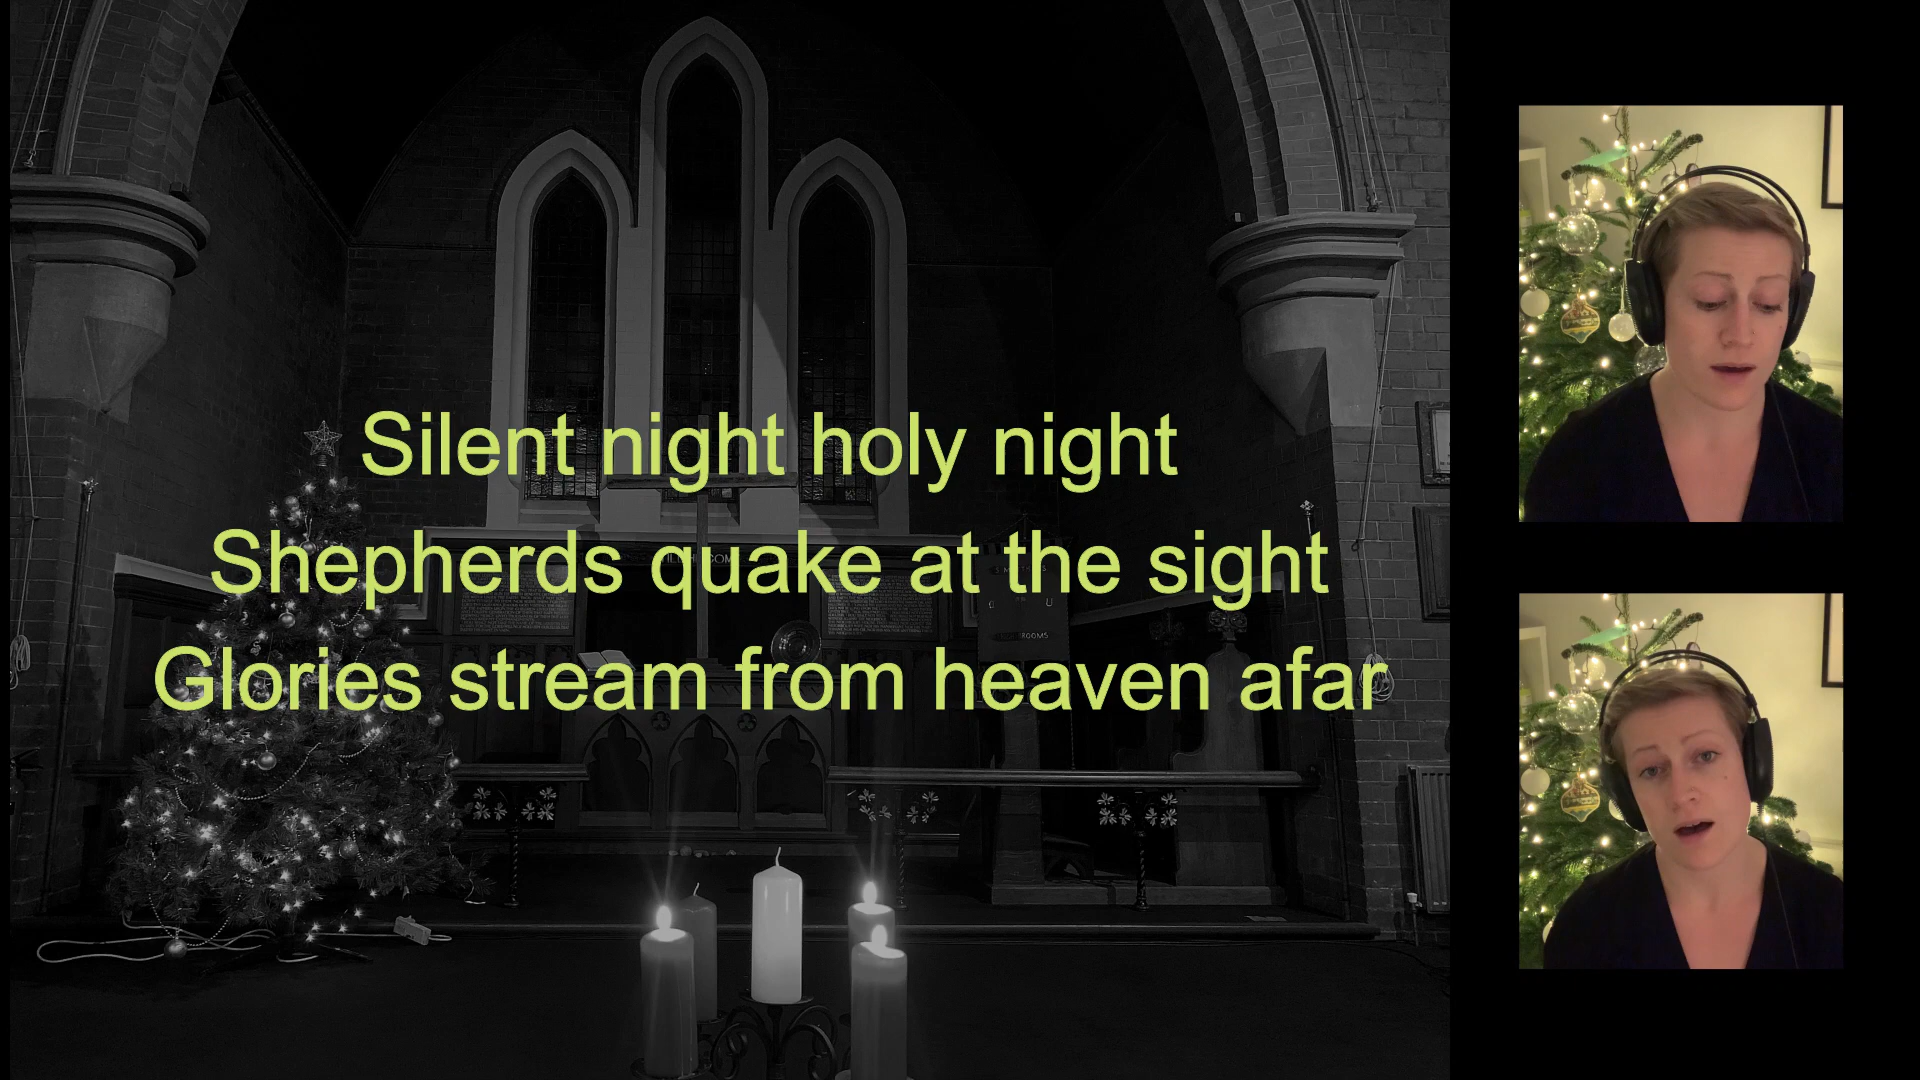 Silent night holy night
Shepherds quake at the sight
Glories stream from heaven afar